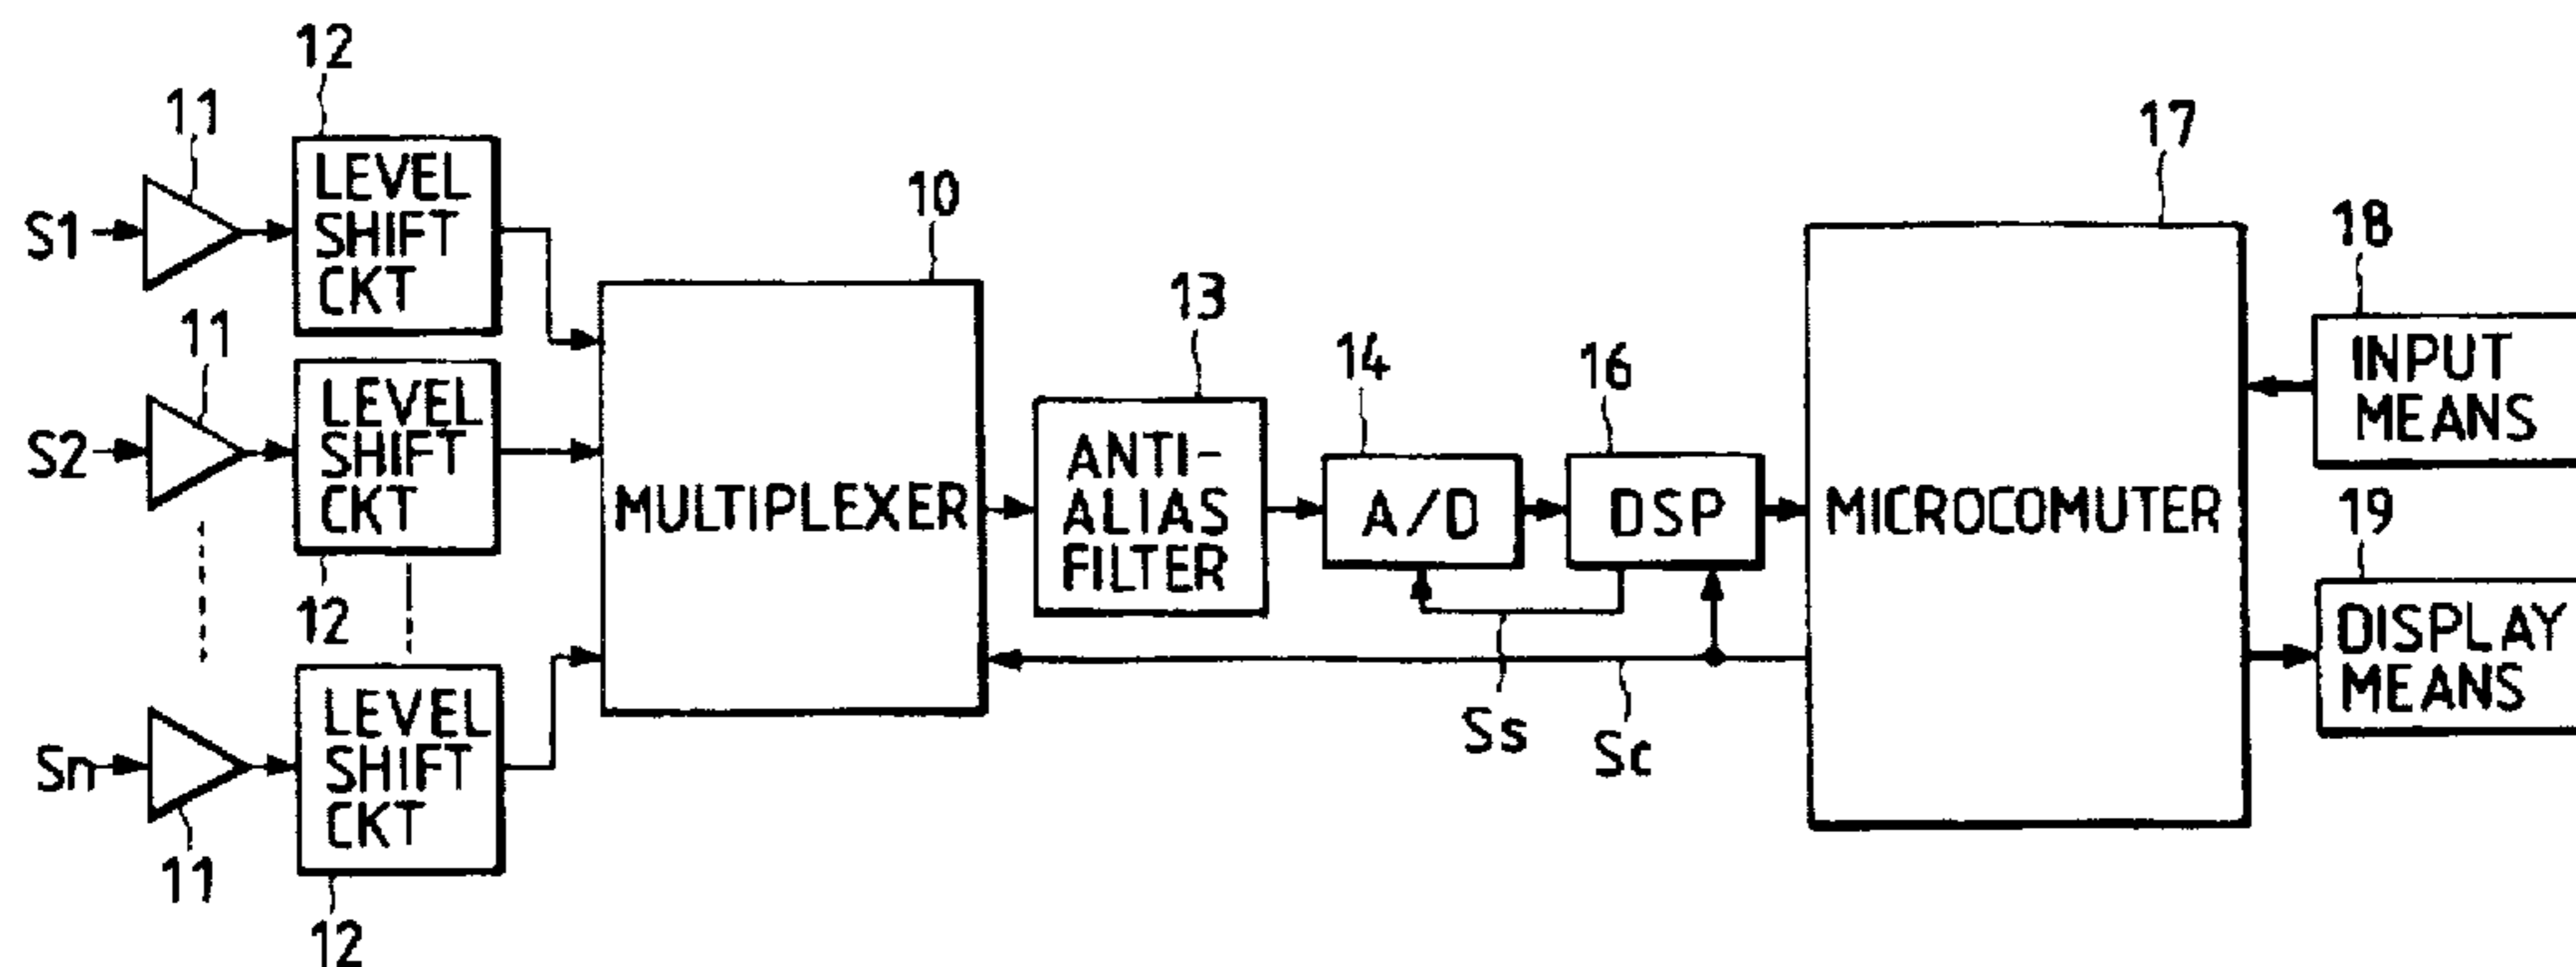 12
11
LEVEL
SHIFT
CKT
S1
17
10
18
INPUT
MEANS
11
13
14
16
LEVEL
SHIFT
CKT
S2
ANTI-
ALIAS
FILTER
MULTIPLEXER
A/D
DSP
MICROCOMUTER
19
12
DISPLAY
MEANS
LEVEL
SHIFT
CKT
Ss
Sc
Sn
11
12